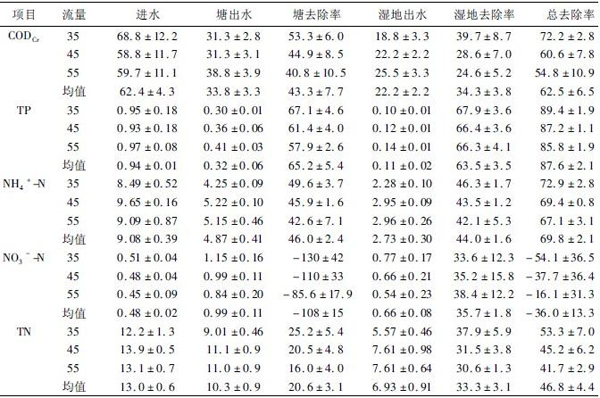 项目 流量 进水 塘出水 塘去除率 湿地出水 湿地去除率 总去除率
COD_Cr 35 68.8±12.2 31.3±2.8 53.3±6.0 18.8±3.3 39.7±8.7 72.2±2.8
45 58.8±11.7 31.3±3.1 44.9±8.5 22.2±2.2 28.6±7.0 60.6±7.8
55 59.7±11.1 38.8±3.9 40.8±10.5 25.5±3.3 24.6±5.2 54.8±10.9
均值 62.4±4.3 33.8±3.3 43.3±7.7 22.2±2.2 34.3±3.8 62.5±6.5
TP 35 0.95±0.18 0.30±0.01 67.1±4.6 0.10±0.01 67.9±3.6 89.4±1.9
45 0.93±0.18 0.36±0.06 61.4±4.0 0.12±0.01 66.4±3.6 87.2±1.1
55 0.97±0.08 0.41±0.03 57.9±2.6 0.14±0.01 66.3±4.1 85.8±1.9
均值 0.94±0.01 0.32±0.06 65.2±5.4 0.11±0.02 63.5±3.5 87.6±2.1
NH₄⁺-N 35 8.49±0.52 4.25±0.09 49.6±3.7 2.28±0.10 46.3±1.7 72.9±2.8
45 9.65±0.16 5.22±0.10 45.9±1.6 2.95±0.09 43.5±1.2 69.4±0.8
55 9.09±0.87 5.15±0.46 42.6±7.1 2.96±0.26 42.1±5.3 67.1±3.1
均值 9.08±0.39 4.87±0.41 46.0±2.4 2.73±0.30 44.0±1.6 69.8±2.1
NO₃⁻-N 35 0.51±0.04 1.15±0.16 -130±42 0.77±0.17 33.6±12.3 -54.1±36.5
45 0.48±0.04 0.99±0.11 -110±33 0.66±0.21 35.2±15.8 -37.7±36.4
55 0.45±0.09 0.84±0.20 -85.6±17.9 0.54±0.23 38.4±12.2 -16.1±31.3
均值 0.48±0.02 0.99±0.11 -108±15 0.66±0.08 35.7±1.8 -36.0±13.3
TN 35 12.2±1.3 9.01±0.46 25.2±5.4 5.57±0.46 37.9±5.9 53.3±7.0
45 13.9±0.5 11.1±0.9 20.5±4.8 7.61±0.98 31.5±3.8 45.2±6.2
55 13.1±0.7 11.0±0.9 16.0±4.0 7.61±0.64 30.6±1.3 41.7±2.9
均值 13.0±0.6 10.3±0.9 20.6±3.1 6.93±0.91 33.3±3.1 46.8±4.4